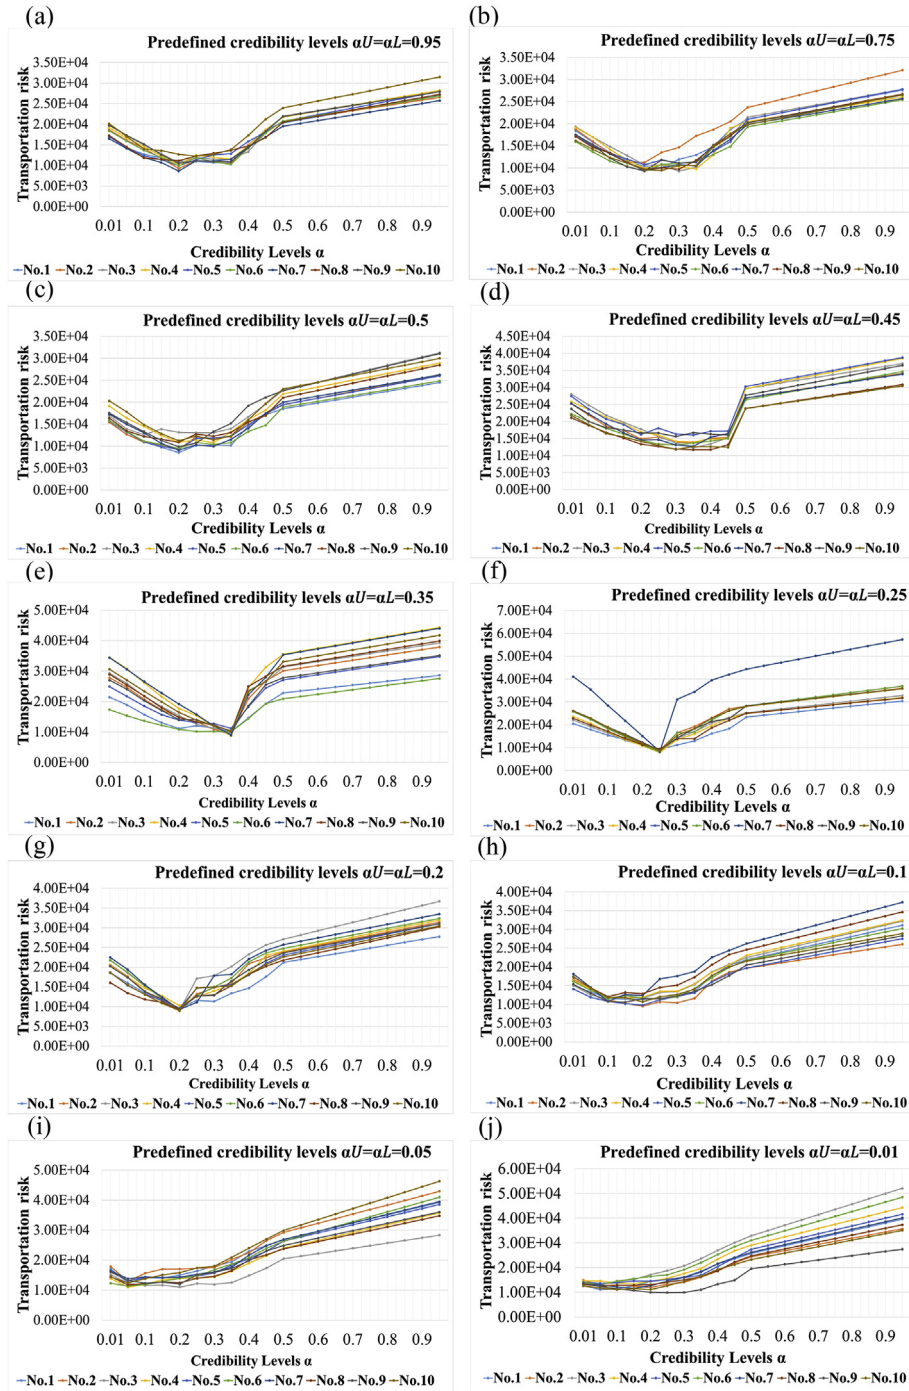 (a)
Predefined credibility levels αU=αL=0.95
Transportation risk
3.50E+04
3.00E+04
2.50E+04
2.00E+04
1.50E+04
1.00E+04
5.00E+03
0.00E+00
0.01 0.1 0.2 0.3 0.4 0.5 0.6 0.7 0.8 0.9
Credibility Levels α
No.1 No.2 No.3 No.4 No.5 No.6 No.7 No.8 No.9 No.10
(b)
Predefined credibility levels αU=αL=0.75
Transportation risk
3.50E+04
3.00E+04
2.50E+04
2.00E+04
1.50E+04
1.00E+04
5.00E+03
0.00E+00
0.01 0.1 0.2 0.3 0.4 0.5 0.6 0.7 0.8 0.9
Credibility Levels α
No.1 No.2 No.3 No.4 No.5 No.6 No.7 No.8 No.9 No.10
(c)
Predefined credibility levels αU=αL=0.5
Transportation risk
3.50E+04
3.00E+04
2.50E+04
2.00E+04
1.50E+04
1.00E+04
5.00E+03
0.00E+00
0.01 0.1 0.2 0.3 0.4 0.5 0.6 0.7 0.8 0.9
Credibility Levels α
No.1 No.2 No.3 No.4 No.5 No.6 No.7 No.8 No.9 No.10
(d)
Predefined credibility levels αU=αL=0.45
Transportation risk
4.50E+04
4.00E+04
3.50E+04
3.00E+04
2.50E+04
2.00E+04
1.50E+04
1.00E+04
5.00E+03
0.00E+00
0.01 0.1 0.2 0.3 0.4 0.5 0.6 0.7 0.8 0.9
Credibility Levels α
No.1 No.2 No.3 No.4 No.5 No.6 No.7 No.8 No.9 No.10
(e)
Predefined credibility levels αU=αL=0.35
Transportation risk
5.00E+04
4.00E+04
3.00E+04
2.00E+04
1.00E+04
0.00E+00
0.01 0.1 0.2 0.3 0.4 0.5 0.6 0.7 0.8 0.9
Credibility Levels α
No.1 No.2 No.3 No.4 No.5 No.6 No.7 No.8 No.9 No.10
(f)
Predefined credibility levels αU=αL=0.25
Transportation risk
7.00E+04
6.00E+04
5.00E+04
4.00E+04
3.00E+04
2.00E+04
1.00E+04
0.00E+00
0.01 0.1 0.2 0.3 0.4 0.5 0.6 0.7 0.8 0.9
Credibility Levels α
No.1 No.2 No.3 No.4 No.5 No.6 No.7 No.8 No.9 No.10
(g)
Predefined credibility levels αU=αL=0.2
Transportation risk
4.00E+04
3.50E+04
3.00E+04
2.50E+04
2.00E+04
1.50E+04
1.00E+04
5.00E+03
0.00E+00
0.01 0.1 0.2 0.3 0.4 0.5 0.6 0.7 0.8 0.9
Credibility Levels α
No.1 No.2 No.3 No.4 No.5 No.6 No.7 No.8 No.9 No.10
(h)
Predefined credibility levels αU=αL=0.1
Transportation risk
4.00E+04
3.50E+04
3.00E+04
2.50E+04
2.00E+04
1.50E+04
1.00E+04
5.00E+03
0.00E+00
0.01 0.1 0.2 0.3 0.4 0.5 0.6 0.7 0.8 0.9
Credibility Levels α
No.1 No.2 No.3 No.4 No.5 No.6 No.7 No.8 No.9 No.10
(i)
Predefined credibility levels αU=αL=0.05
Transportation risk
5.00E+04
4.00E+04
3.00E+04
2.00E+04
1.00E+04
0.00E+00
0.01 0.1 0.2 0.3 0.4 0.5 0.6 0.7 0.8 0.9
Credibility Levels α
No.1 No.2 No.3 No.4 No.5 No.6 No.7 No.8 No.9 No.10
(j)
Predefined credibility levels αU=αL=0.01
Transportation risk
6.00E+04
5.00E+04
4.00E+04
3.00E+04
2.00E+04
1.00E+04
0.00E+00
0.01 0.1 0.2 0.3 0.4 0.5 0.6 0.7 0.8 0.9
Credibility Levels α
No.1 No.2 No.3 No.4 No.5 No.6 No.7 No.8 No.9 No.10